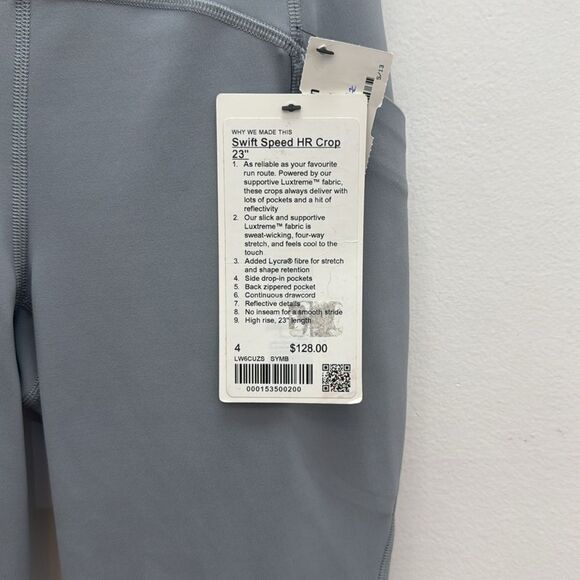 WHY WE MADE THIS
Swift Speed HR Crop
23"
1. As reliable as your favourite
run route. Powered by our
supportive Luxtreme™ fabric,
these crops always deliver with
lots of pockets and a hit of
reflectivity
2. Our slick and supportive
Luxtreme™ fabric is
sweat-wicking, four-way
stretch, and feels cool to the
touch
3. Added Lycra® fibre for stretch
and shape retention
4. Side drop-in pockets
5. Back zippered pocket
6. Continuous drawcord
7. Reflective details
8. No inseam for a smooth stride
9. High rise, 23" length
4 $128.00
LW6CUZS SYMB
000153500200
5/13